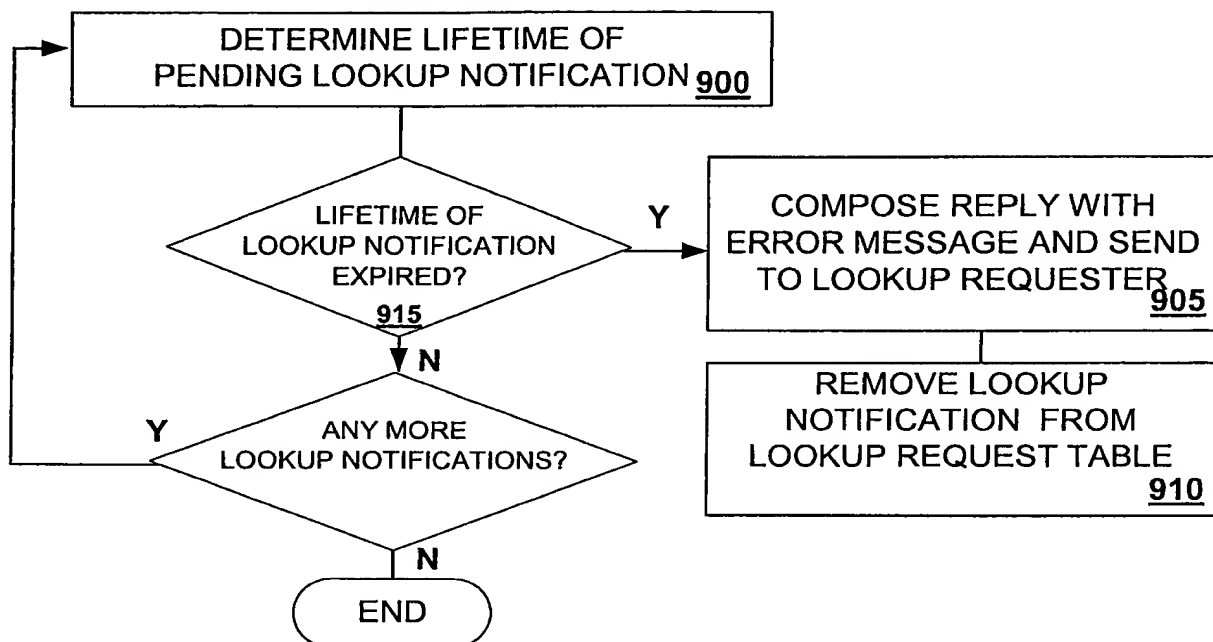 DETERMINE LIFETIME OF
PENDING LOOKUP NOTIFICATION 900
LIFETIME OF
LOOKUP NOTIFICATION
EXPIRED?
915
Y
COMPOSE REPLY WITH
ERROR MESSAGE AND SEND
TO LOOKUP REQUESTER
905
N
REMOVE LOOKUP
NOTIFICATION FROM
LOOKUP REQUEST TABLE
910
Y
ANY MORE
LOOKUP NOTIFICATIONS?
N
END